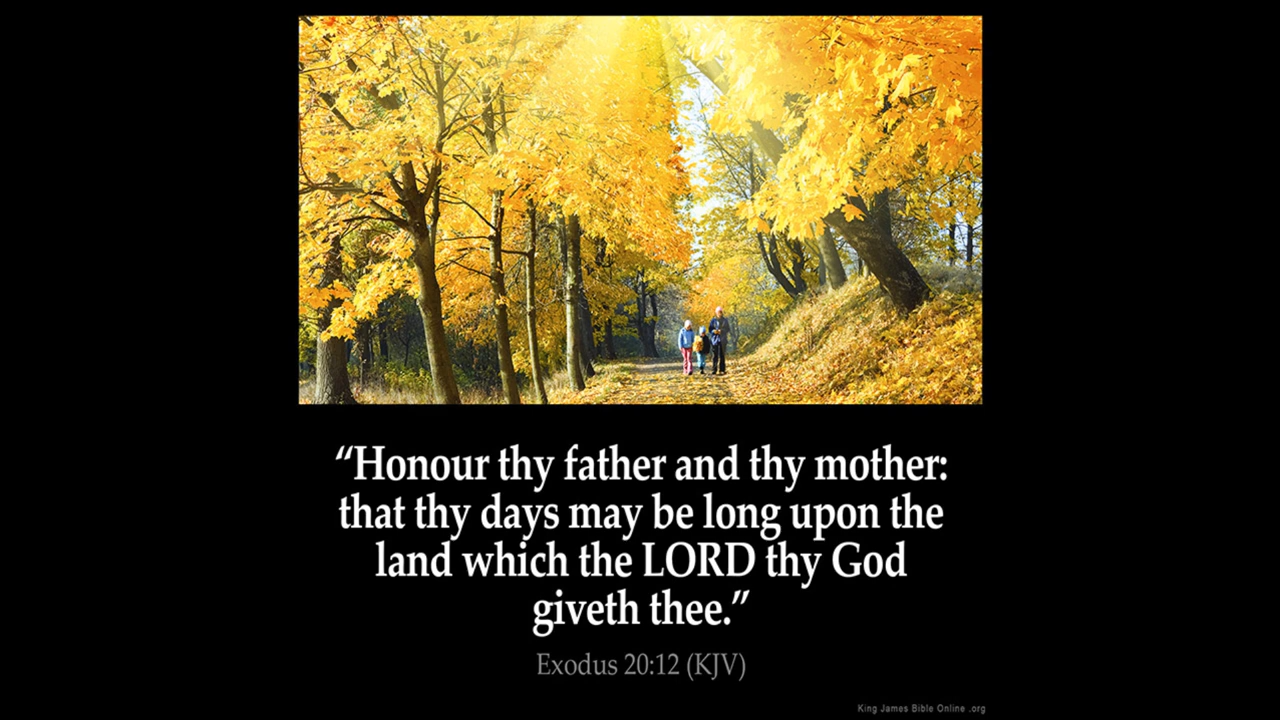 “Honour thy father and thy mother:
that thy days may be long upon the
land which the LORD thy God
giveth thee.”
Exodus 20:12 (KJV)
King James Bible Online .org